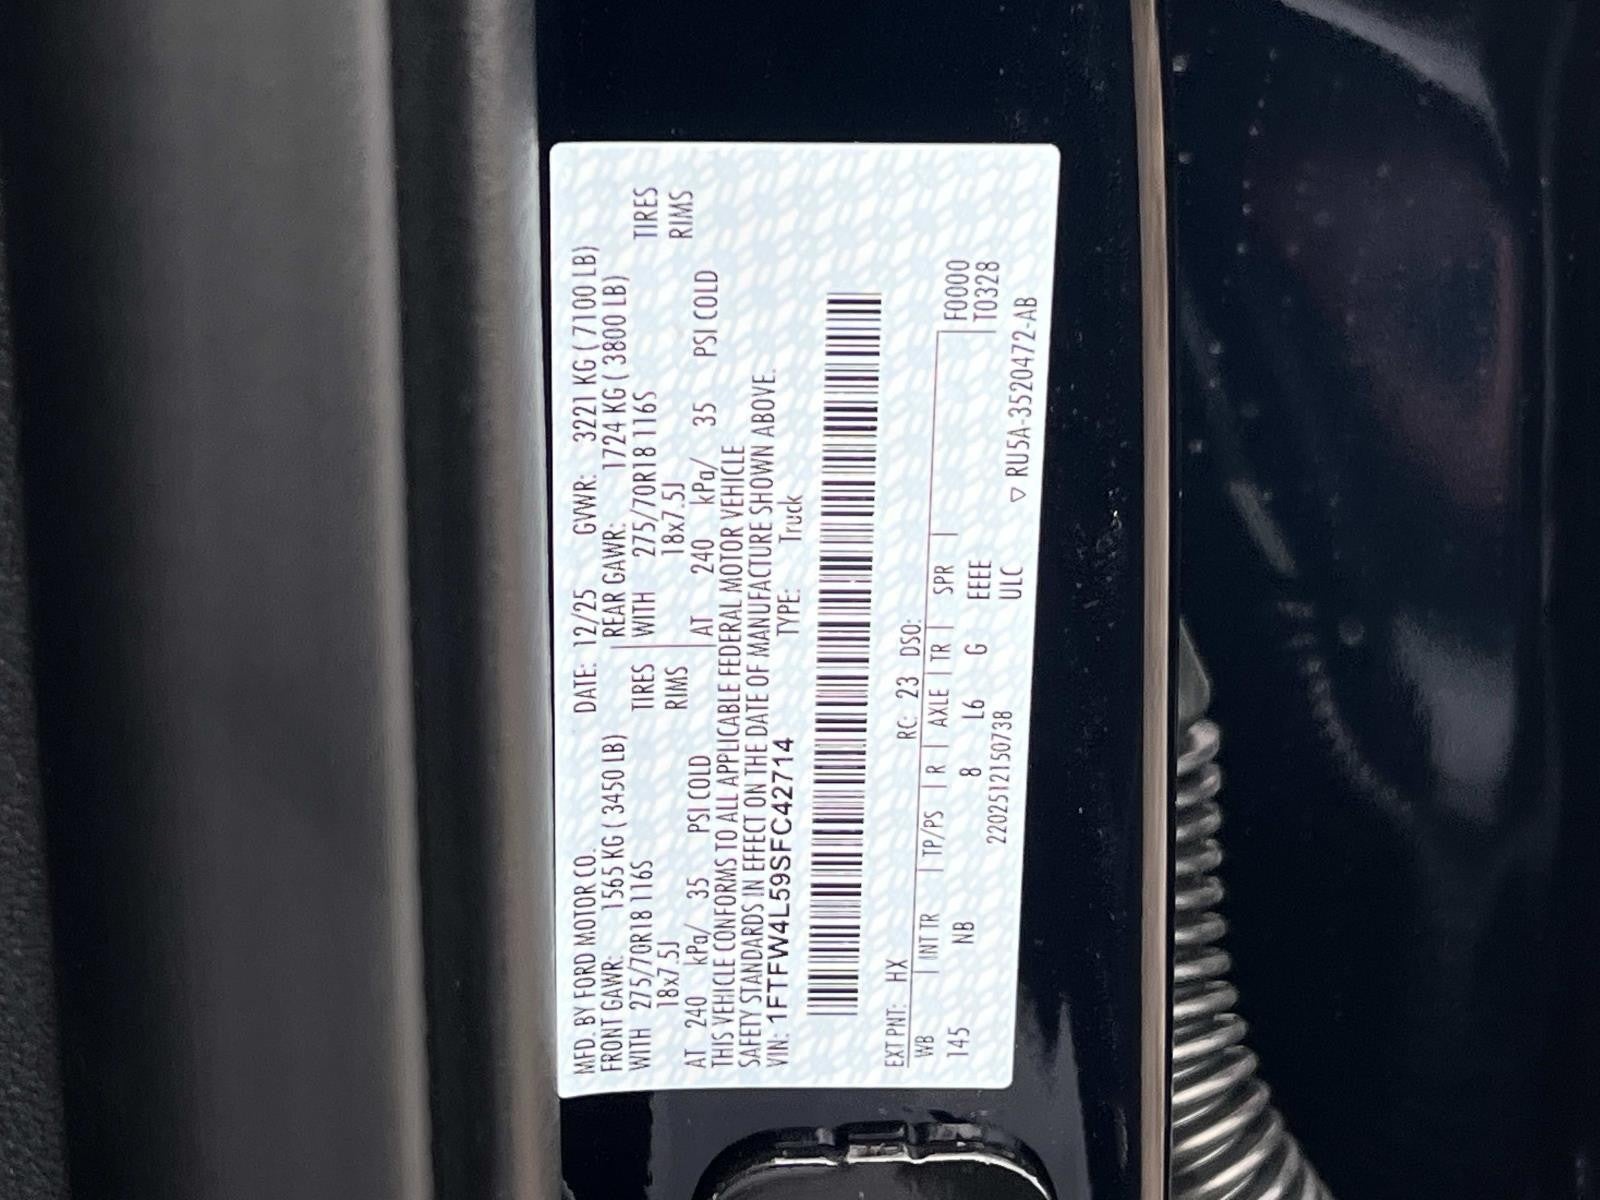 MFD. BY FORD MOTOR CO. DATE: 12/25 GVWR: 3221 KG ( 7100 LB)
FRONT GAWR: 1565 KG ( 3450 LB) REAR GAWR: 1724 KG ( 3800 LB)
WITH 275/70R18 116S TIRES WITH 275/70R18 116S TIRES
18x7.5J RIMS 18x7.5J RIMS
AT 240 kPa/ 35 PSI COLD AT 240 kPa/ 35 PSI COLD
THIS VEHICLE CONFORMS TO ALL APPLICABLE FEDERAL MOTOR VEHICLE
SAFETY STANDARDS IN EFFECT ON THE DATE OF MANUFACTURE SHOWN ABOVE.
VIN: 1FTFW4L59SFC42714 TYPE: Truck
EXT PNT: HX RC: 23 DSO:
WB INT TR TP/PS R AXLE TR SPR F0000
145 NB 8 L6 G EEEE T0328
2202512150738 ULC ▽ RU5A-3520472-AB